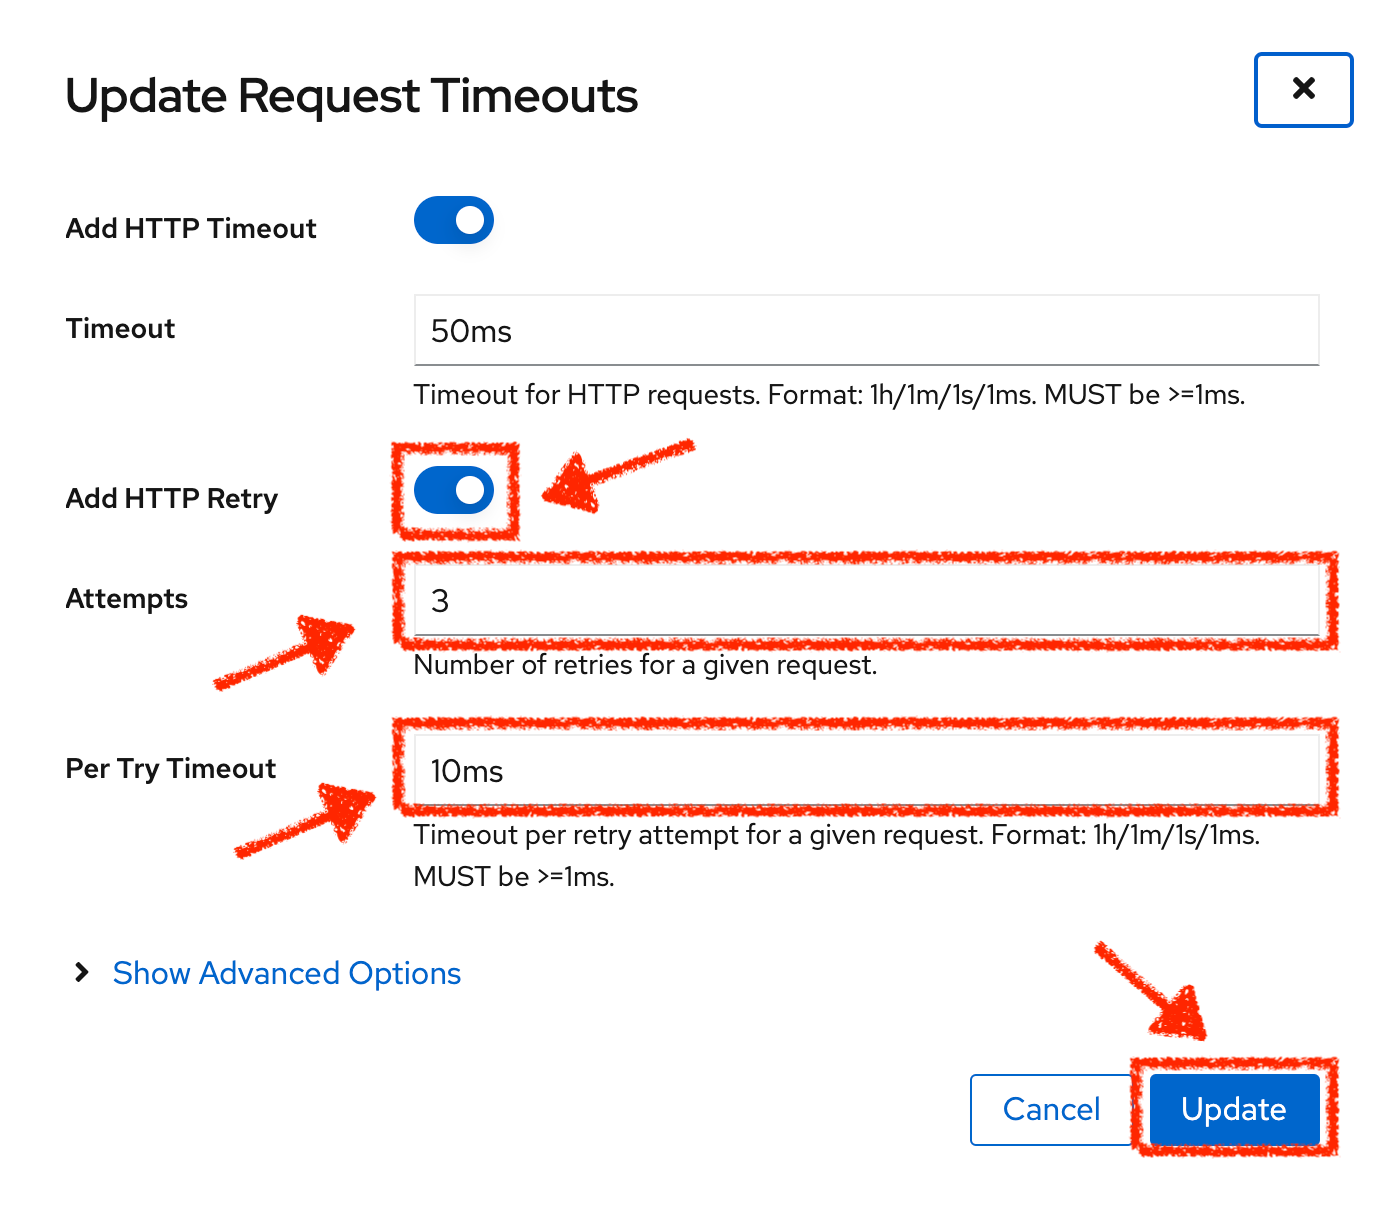 Update Request Timeouts
Add HTTP Timeout
Timeout
50ms
Timeout for HTTP requests. Format: 1h/1m/1s/1ms. MUST be >=1ms.
Add HTTP Retry
Attempts
3
Number of retries for a given request.
Per Try Timeout
10ms
Timeout per retry attempt for a given request. Format: 1h/1m/1s/1ms.
MUST be >=1ms.
Show Advanced Options
Cancel
Update